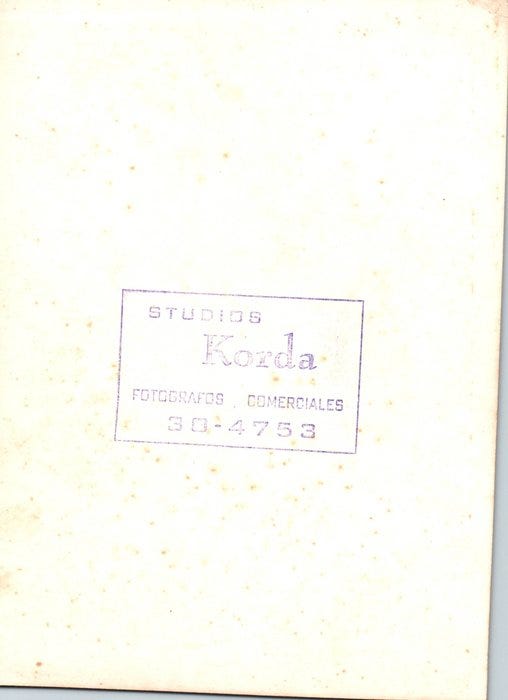 STUDIOS
Korda
FOTOGRAFOS . COMERCIALES
30-4753